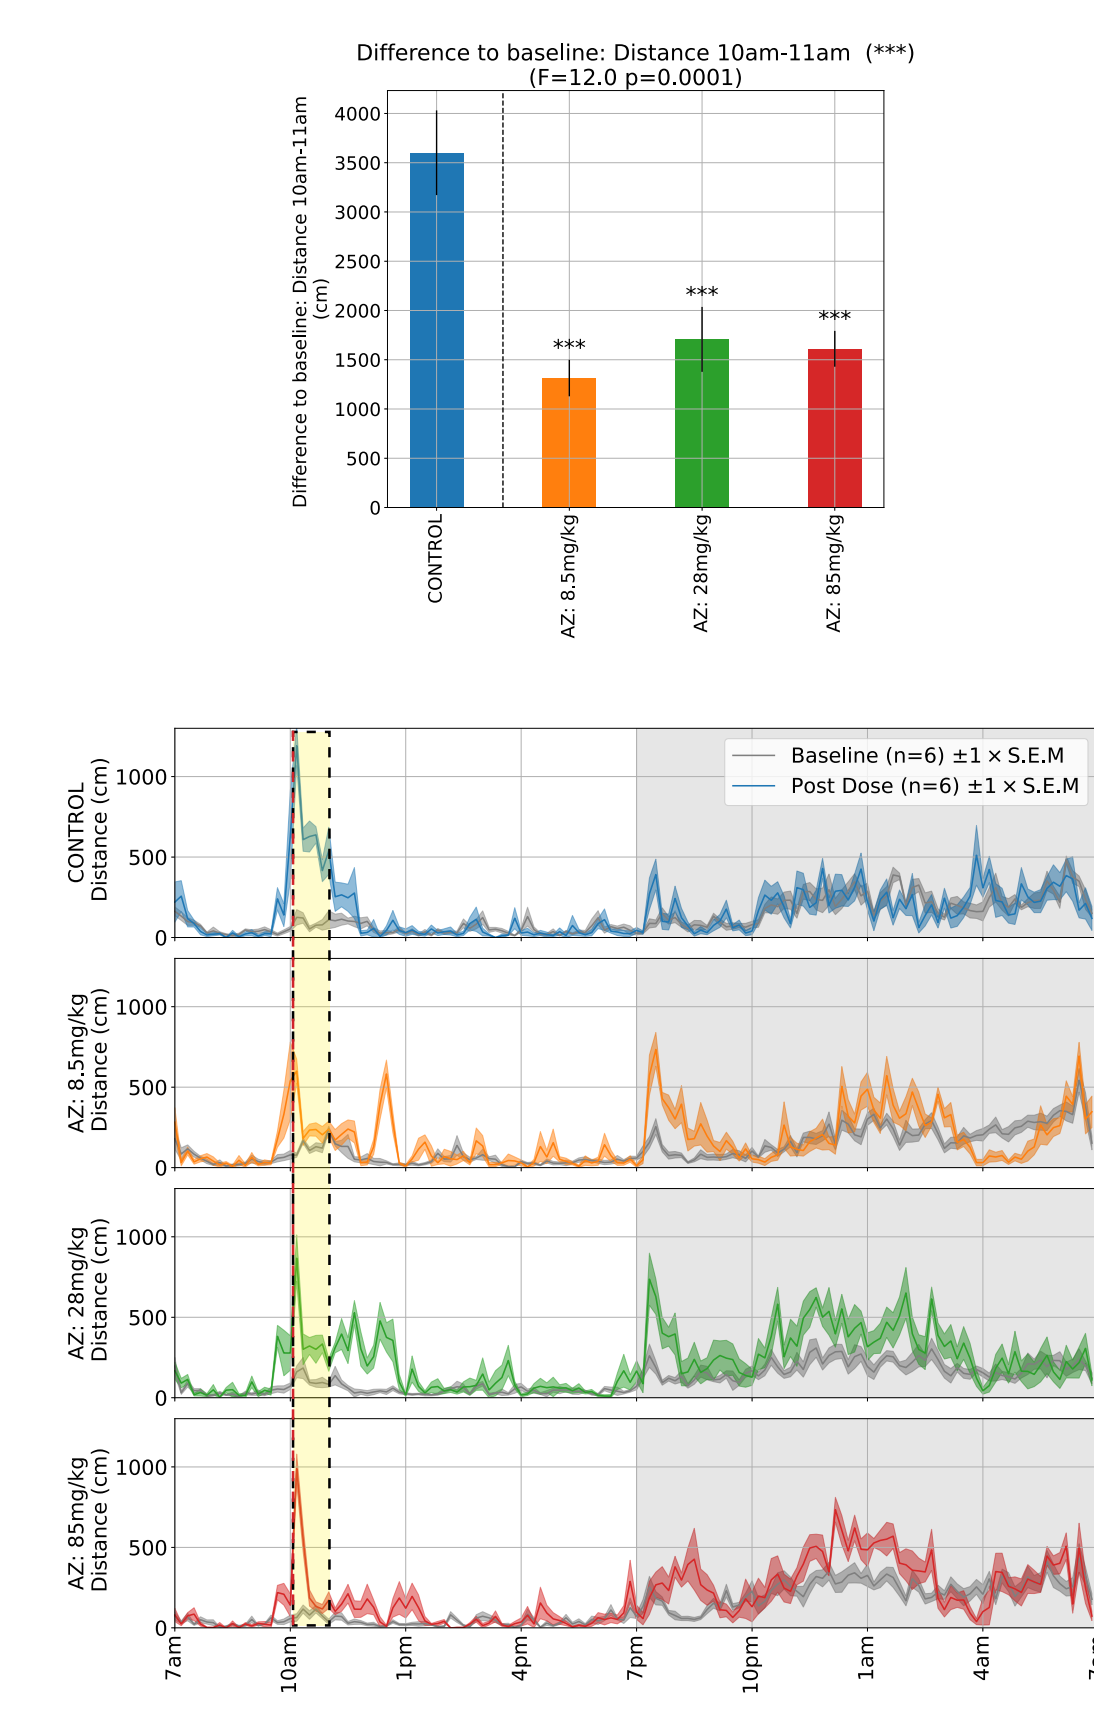 Difference to baseline: Distance 10am-11am (***)
(F=12.0 p=0.0001)
Difference to baseline: Distance 10am-11am
(cm)
4000
3500
3000
2500
2000
1500
1000
500
0
***
***
***
CONTROL
AZ: 8.5mg/kg
AZ: 28mg/kg
AZ: 85mg/kg
CONTROL
Distance (cm)
1000
500
0
Baseline (n=6) ±1 × S.E.M
Post Dose (n=6) ±1 × S.E.M
AZ: 8.5mg/kg
Distance (cm)
1000
500
0
AZ: 28mg/kg
Distance (cm)
1000
500
0
AZ: 85mg/kg
Distance (cm)
1000
500
0
7am
10am
1pm
4pm
7pm
10pm
1am
4am